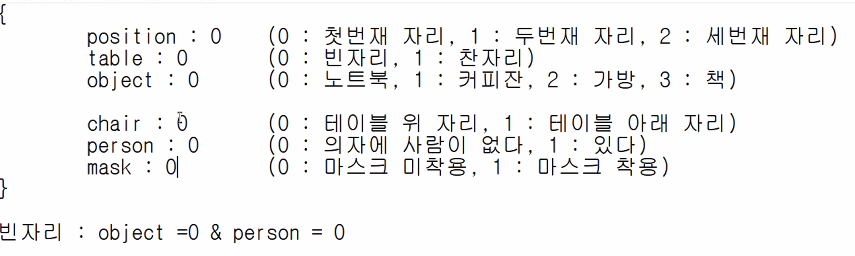 {
position : 0 (0 : 첫번재 자리, 1 : 두번재 자리, 2 : 세번재 자리)
table : 0 (0 : 빈자리, 1 : 찬자리)
object : 0 (0 : 노트북, 1 : 커피잔, 2 : 가방, 3 : 책)
chair : 0 (0 : 테이블 위 자리, 1 : 테이블 아래 자리)
person : 0 (0 : 의자에 사람이 없다, 1 : 있다)
mask : 0 (0 : 마스크 미착용, 1 : 마스크 착용)
}
빈자리 : object =0 & person = 0